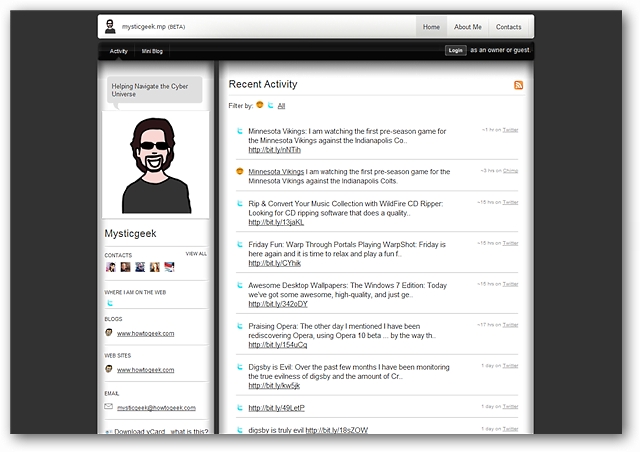 mysticgeek.mp (BETA)
Home
About Me
Contacts
Activity
Mini Blog
Login as an owner or guest
Helping Navigate the Cyber
Universe
Mysticgeek
CONTACTS
VIEW ALL
WHERE I AM ON THE WEB
BLOGS
www.howtogeek.com
WEB SITES
www.howtogeek.com
EMAIL
mysticgeek@howtogeek.com
Download vCard what is this?
Recent Activity
Filter by: All
Minnesota Vikings: I am watching the first pre-season game for
the Minnesota Vikings against the Indianapolis Co..
http://bit.ly/nNTih
~1 hr on Twitter
Minnesota Vikings I am watching the first pre-season game for the
Minnesota Vikings against the Indianapolis Colts.
~3 hrs on Chimp
Rip & Convert Your Music Collection with WildFire CD Ripper:
Looking for CD ripping software that does a quality..
http://bit.ly/13jaKL
~15 hrs on Twitter
Friday Fun: Warp Through Portals Playing WarpShot: Friday is
here again and it is time to relax and play a fun f..
http://bit.ly/CYhik
~15 hrs on Twitter
Awesome Desktop Wallpapers: The Windows 7 Edition: Today
we've got some awesome, high-quality, and just ge..
http://bit.ly/342oDY
~15 hrs on Twitter
Praising Opera: The other day I mentioned I have been
rediscovering Opera, using Opera 10 beta ... by the way th..
http://bit.ly/154uCq
~17 hrs on Twitter
Digsby is Evil: Over the past few months I have been monitoring
the true evilness of digsby and the amount of Cr..
http://bit.ly/kw5jk
1 day on Twitter
http://bit.ly/49LetP
1 day on Twitter
digsby is truly evil http://bit.ly/18sZOW
1 day on Twitter